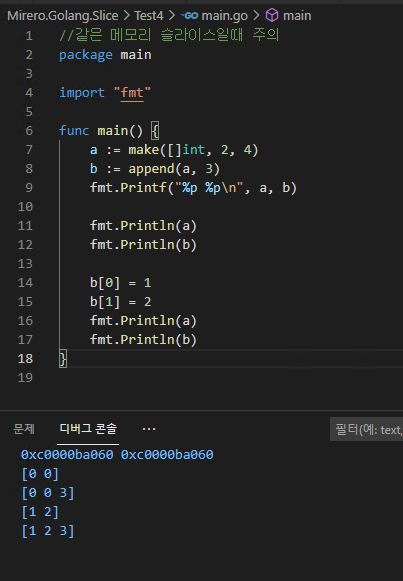 Mirero.Golang.Slice > Test4 > main.go > main
1 //같은 메모리 슬라이스일때 주의
2 package main
3
4 import "fmt"
5
6 func main() {
7 a := make([]int, 2, 4)
8 b := append(a, 3)
9 fmt.Printf("%p %p\n", a, b)
10
11 fmt.Println(a)
12 fmt.Println(b)
13
14 b[0] = 1
15 b[1] = 2
16 fmt.Println(a)
17 fmt.Println(b)
18 }
19
문제 디버그 콘솔 ... 필터(예: text,
0xc0000ba060 0xc0000ba060
[0 0]
[0 0 3]
[1 2]
[1 2 3]